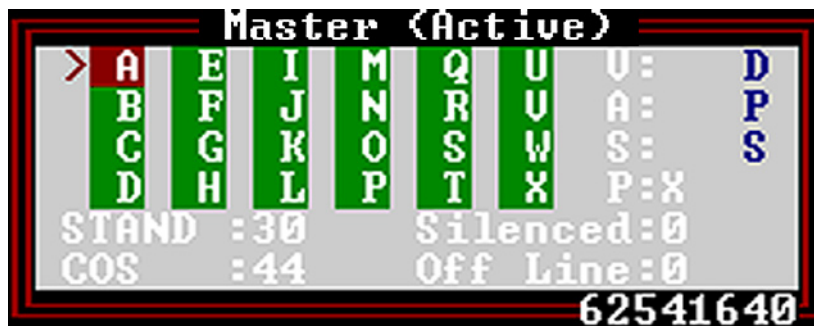 Master (Active)
> A E I M Q U V: D
B F J N R V A: P
C G K O S W S: S
D H L P T X P:X
STAND :30 Silenced:0
COS :44 Off Line:0
62541640